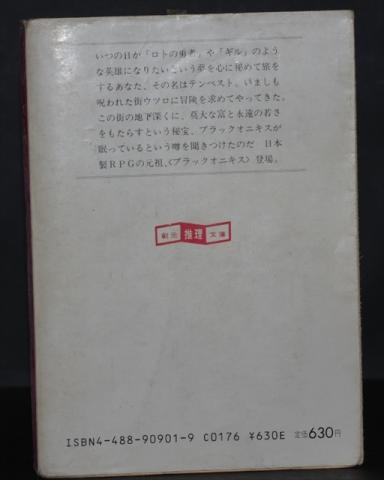 いつの日か「ロトの勇者」や「ギル」のよう
な英雄になりたいという夢を心に秘めて旅を
するあなた、その名はテンペスト。いましも
呪われた街ウツロに冒険を求めてやってきた。
この街の地下深くに、莫大な富と永遠の若さ
をもたらすという秘宝、ブラックオニキスが
眠っているという噂を聞きつけたのだ 日本
製RPGの元祖、〈ブラックオニキス〉登場。
創元 推理 文庫
ISBN4-488-90901-9 C0176 ¥630E 定価630円